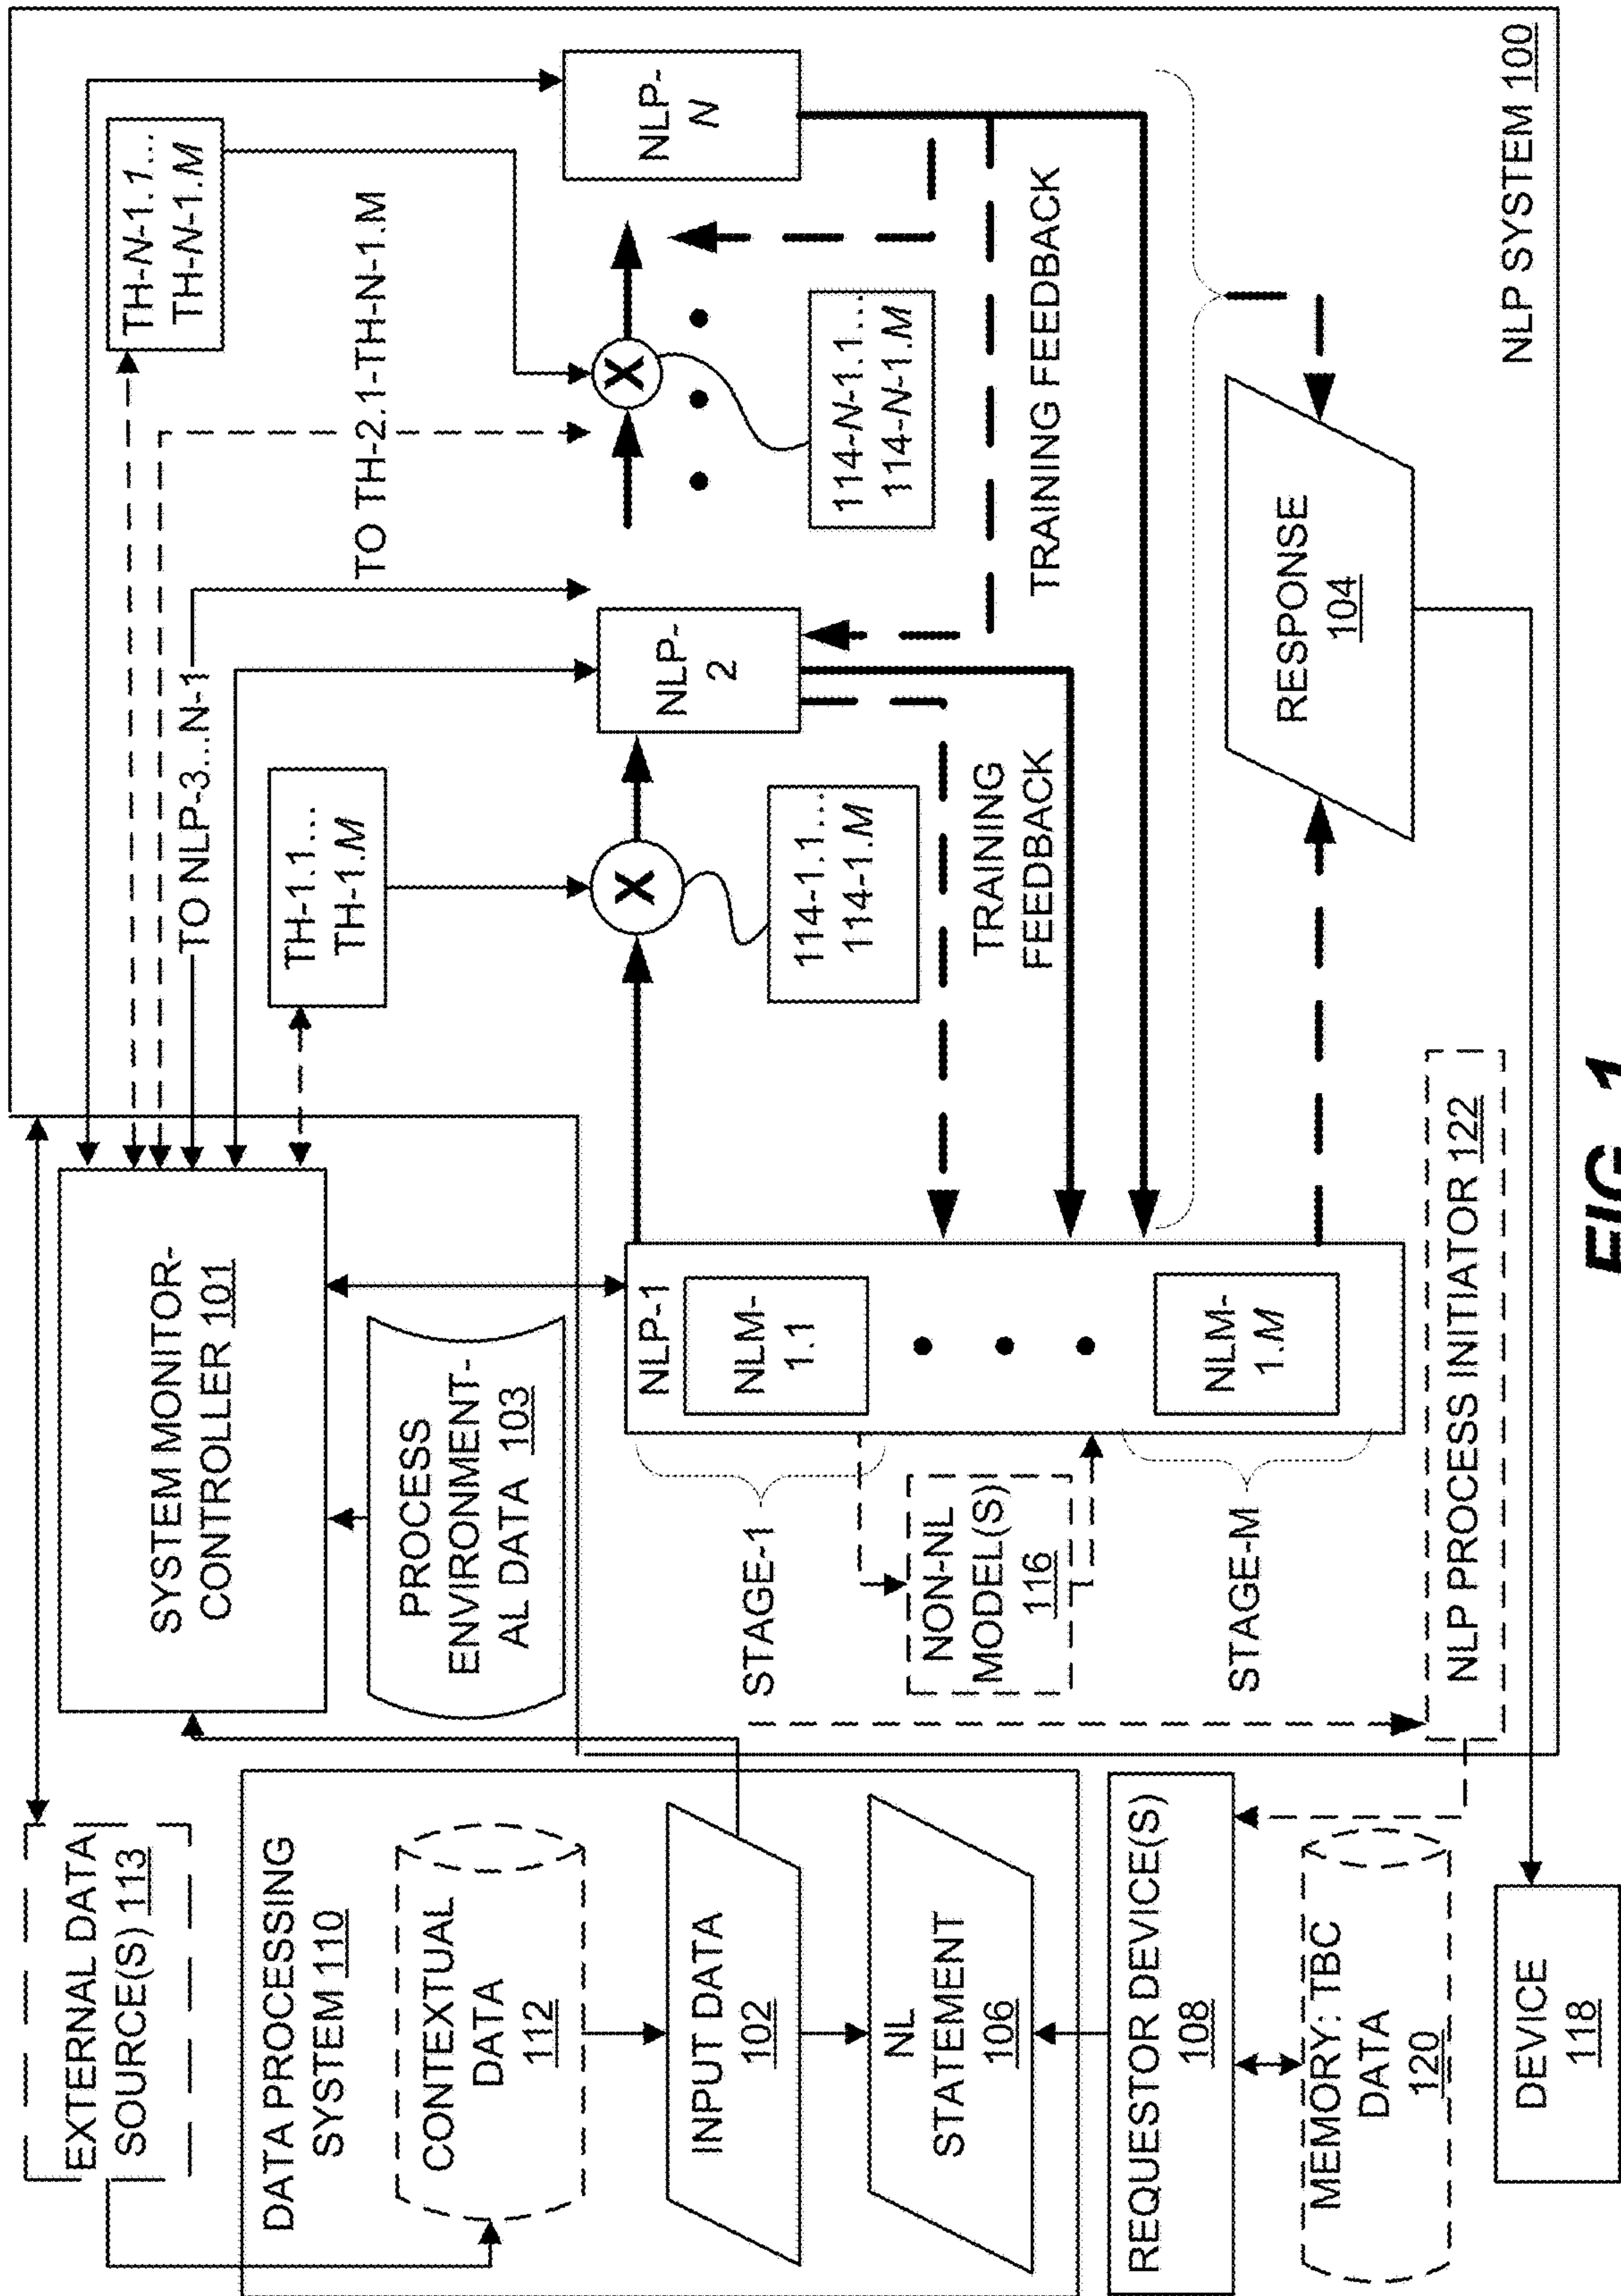 EXTERNAL DATA
SOURCE(S) 113
DATA PROCESSING
SYSTEM 110
CONTEXTUAL
DATA
112
INPUT DATA
102
NL
STATEMENT
106
REQUESTOR DEVICE(S)
108
MEMORY: TBC
DATA
120
DEVICE
118
SYSTEM MONITOR-
CONTROLLER 101
PROCESS
ENVIRONMENT-
AL DATA 103
NLP-1
NLM-
1.1
NLM-
1.M
STAGE-1
NON-NL
MODEL(S)
116
STAGE-M
NLP PROCESS INITIATOR 122
TO NLP-3...N-1
TH-1.1...
TH-1.M
114-1.1...
114-1.M
X
NLP-
2
TRAINING
FEEDBACK
TO TH-2.1-TH-N-1.M
TH-N-1.1...
TH-N-1.M
X
114-N-1.1...
114-N-1.M
NLP-
N
TRAINING FEEDBACK
RESPONSE
104
NLP SYSTEM 100
FIG. 1